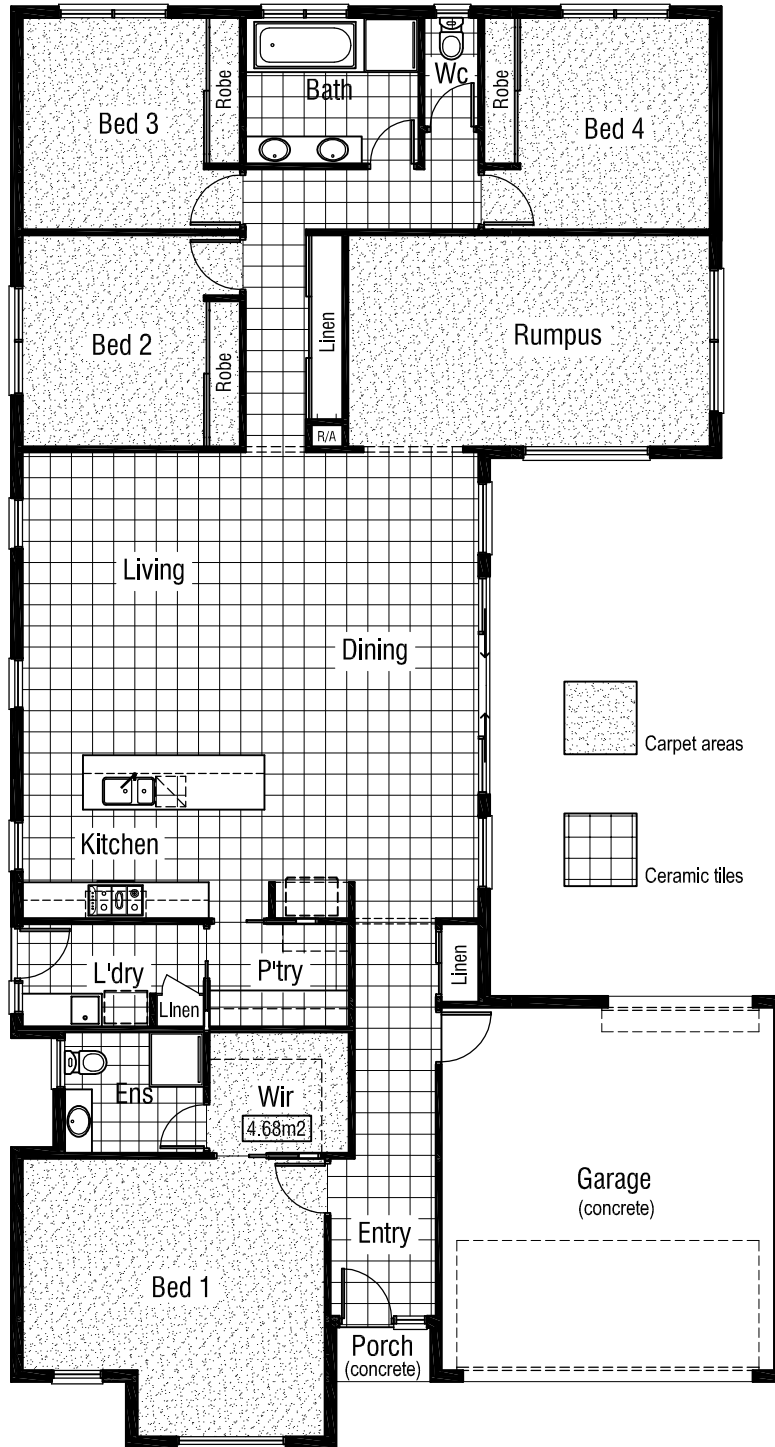 Wc
Bath
Robe
Robe
Bed 3
Bed 4
Bed 2
Robe
Linen
Rumpus
R/A
Living
Dining
Carpet areas
Kitchen
Ceramic tiles
L'dry
P'try
Linen
LInen
Ens
Wir
4.68m2
Garage
(concrete)
Entry
Bed 1
Porch
(concrete)